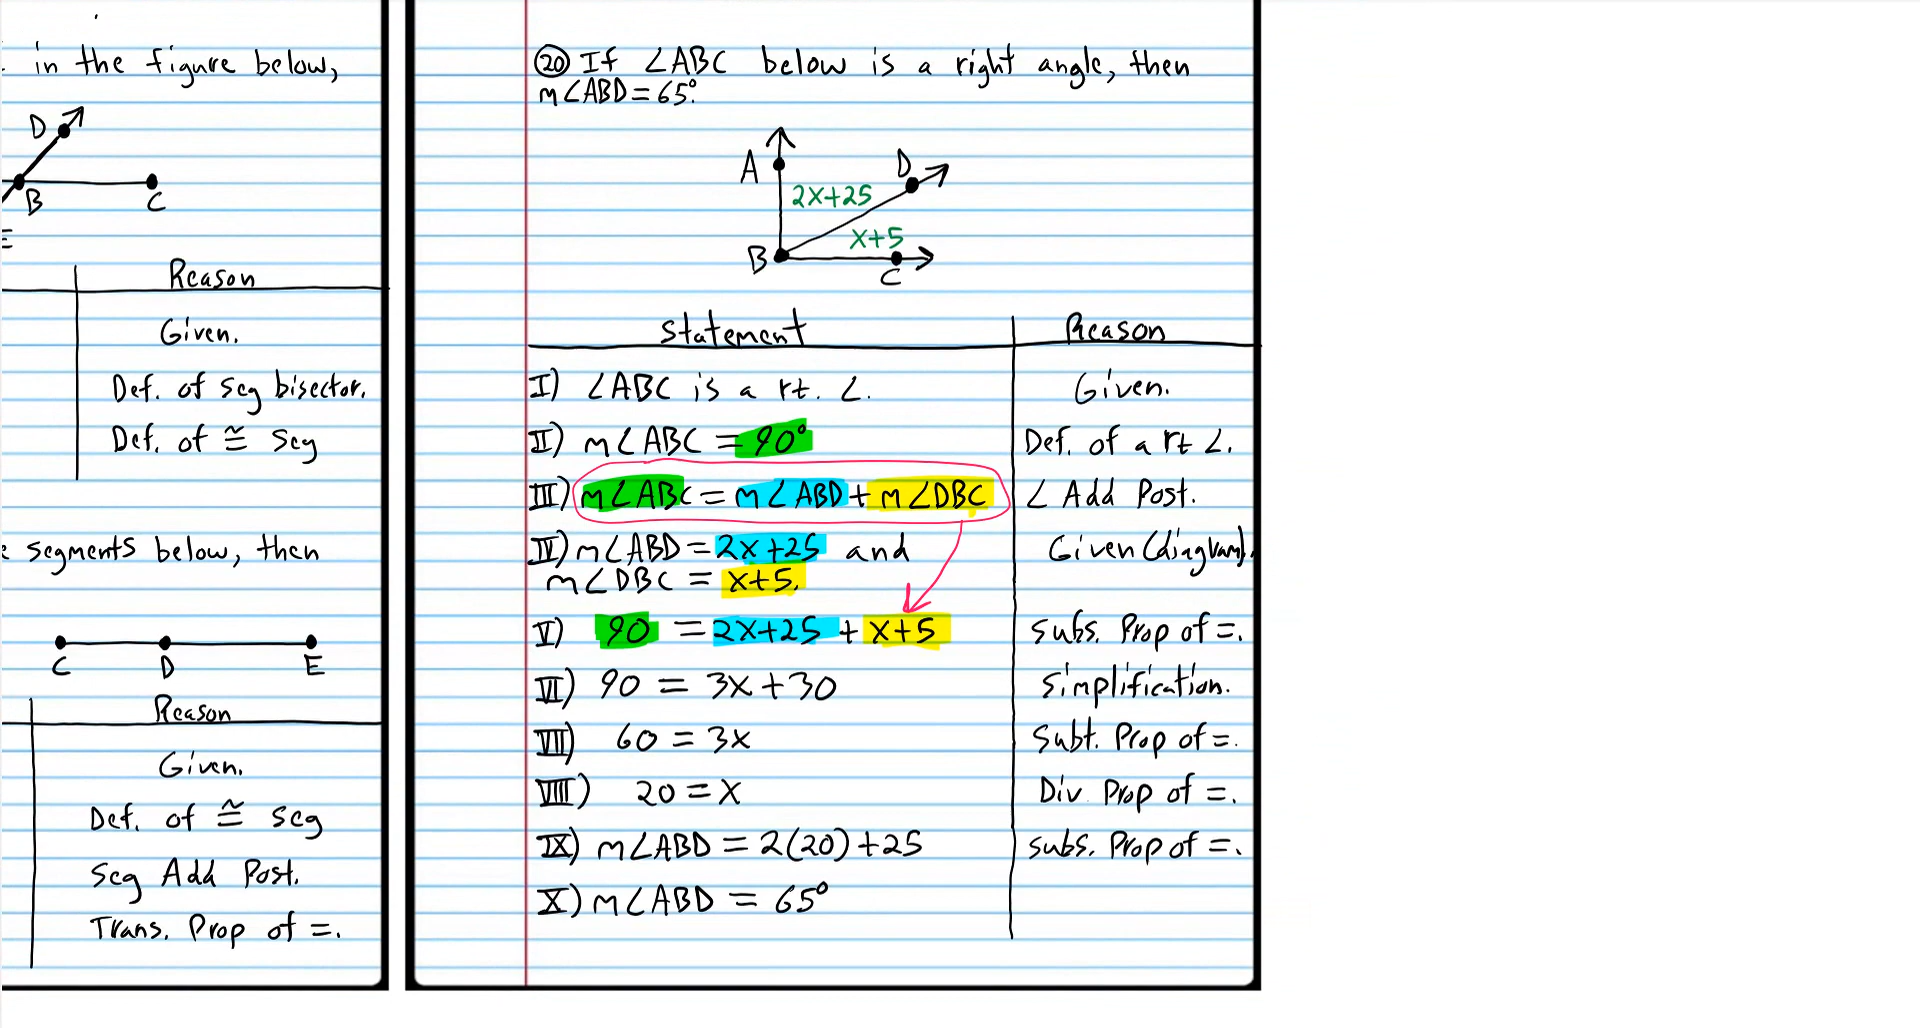 in the figure below,
D
B
C
Reason
Given.
Def. of seg bisector.
Def. of ≅ seg
segments below, then
C D E
Reason
Given.
Def. of ≅ seg
Seg Add Post.
Trans. Prop of =.
⑳ If ∠ABC below is a right angle, then
m∠ABD = 65°.
A
D
2x+25
x+5
B
C
Statement Reason
I) ∠ABC is a rt. ∠. Given.
II) m∠ABC = 90° Def. of a rt ∠.
III) m∠ABC = m∠ABD + m∠DBC ∠ Add Post.
IV) m∠ABD = 2x+25 and Given (diagram).
m∠DBC = x+5.
V) 90 = 2x+25 + x+5 Subs. Prop of =.
VI) 90 = 3x+30 Simplification.
VII) 60 = 3x Subt. Prop of =.
VIII) 20 = x Div. Prop of =.
IX) m∠ABD = 2(20)+25 Subs. Prop of =.
X) m∠ABD = 65°